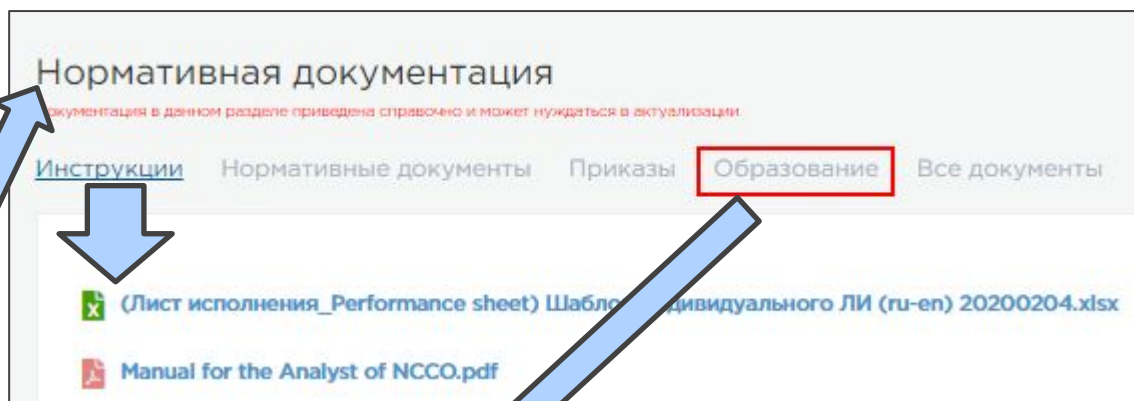 Нормативная документация
документация в данном разделе приведена справочно и может нуждаться в актуализации
Инструкции Нормативные документы Приказы Образование Все документы
(Лист исполнения_Performance sheet) ЛИ (ru-en) 20200204.xlsx
Manual for the Analyst of NCCO.pdf